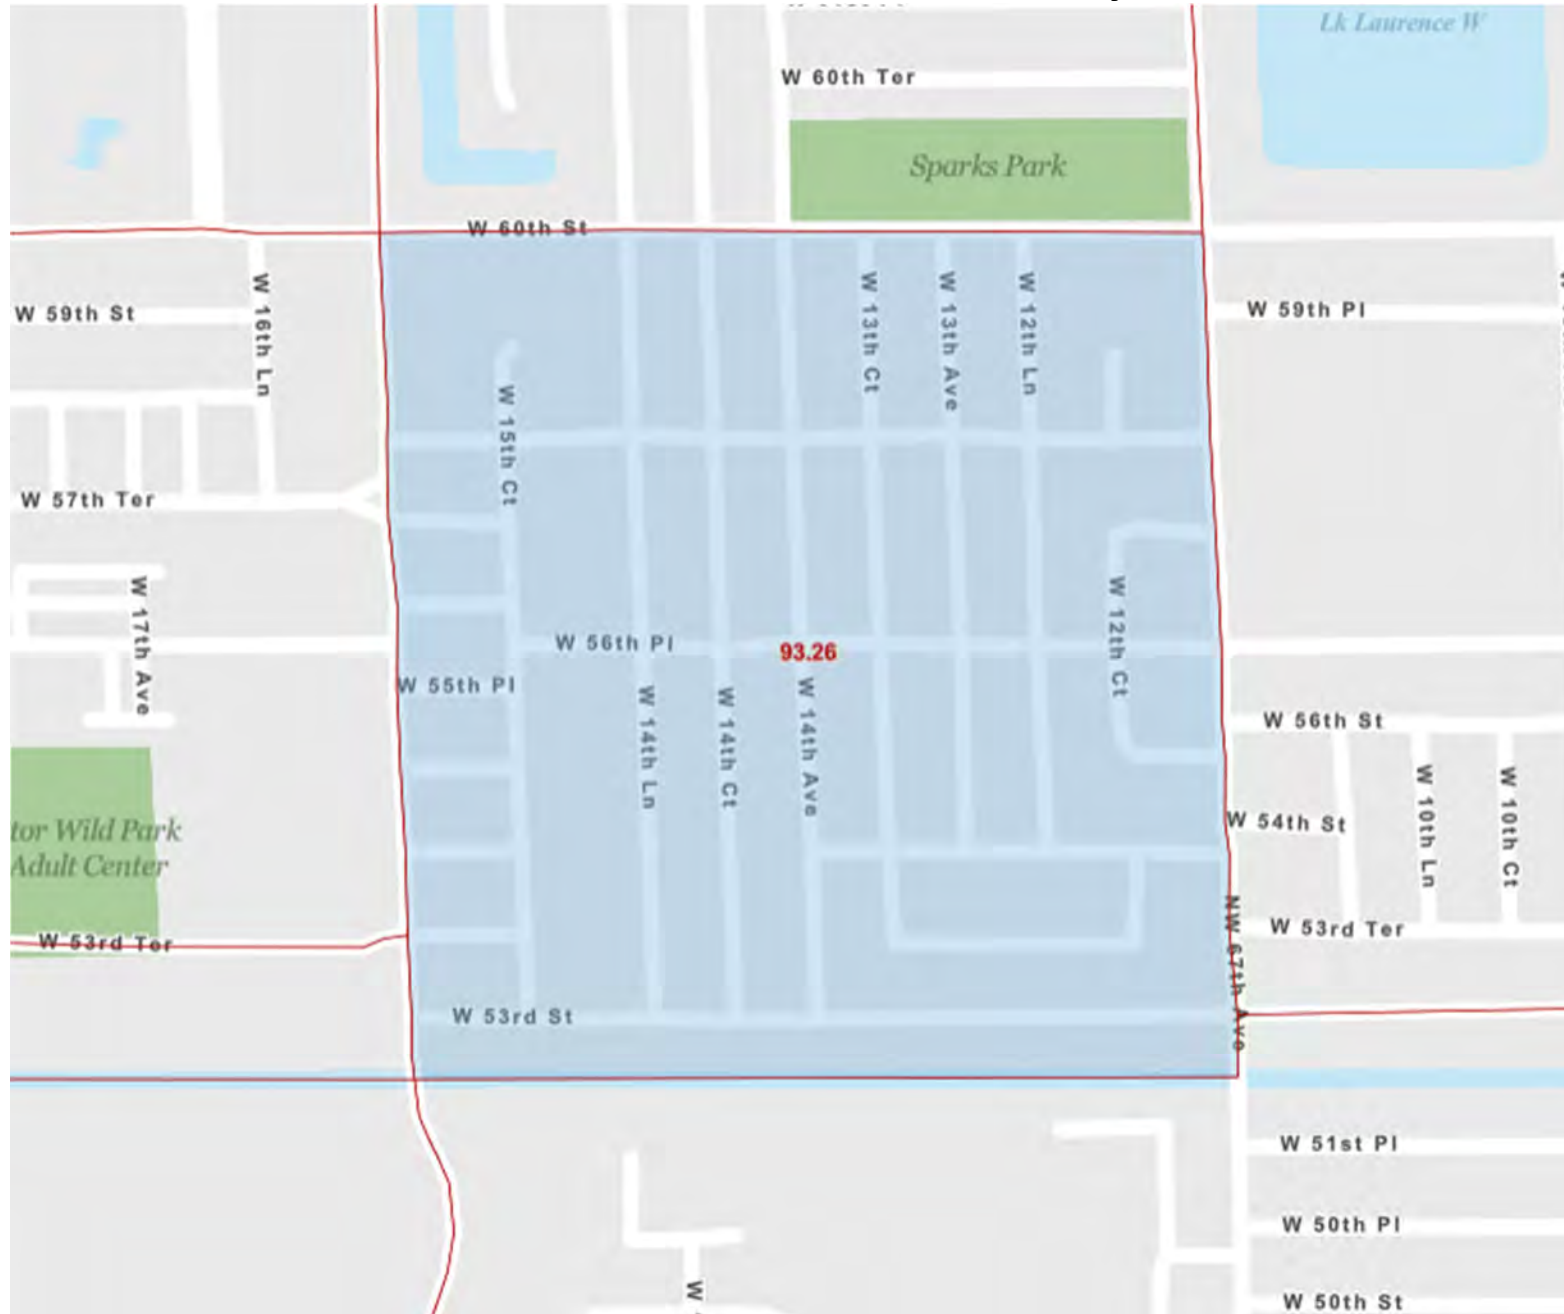 Lk Laurence W
W 60th Ter
Sparks Park
W 60th St
W 59th St
W 16th Ln
W 13th Ct
W 13th Ave
W 12th Ln
W 59th Pl
W 15th Ct
W 57th Ter
W 17th Ave
W 56th Pl
93.26
W 12th Ct
W 55th Pl
W 14th Ln
W 14th Ct
W 14th Ave
W 56th St
W 54th St
W 10th Ln
W 10th Ct
tor Wild Park
Adult Center
W 53rd Ter
NW 67th Ave
W 53rd Ter
W 53rd St
W 51st Pl
W 50th Pl
W
W 50th St